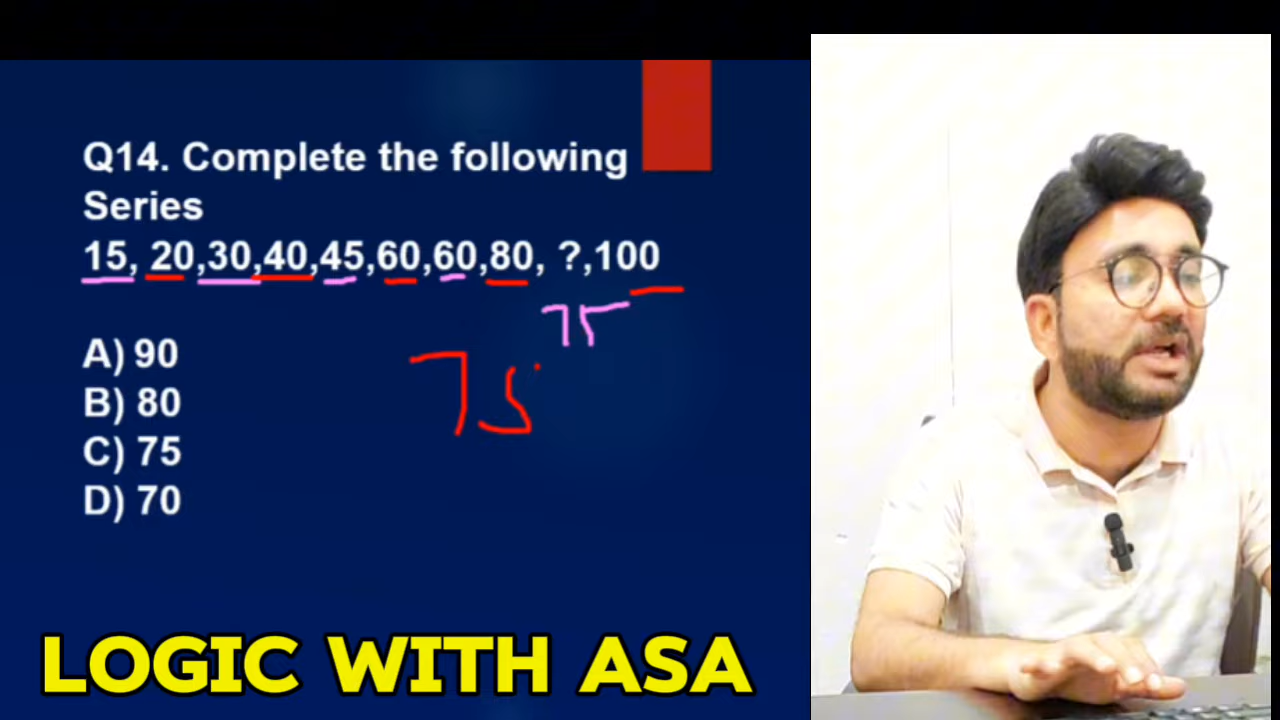 Q14. Complete the following
Series
15, 20,30,40,45,60,60,80, ?,100
75
75
A) 90
B) 80
C) 75
D) 70
LOGIC WITH ASA